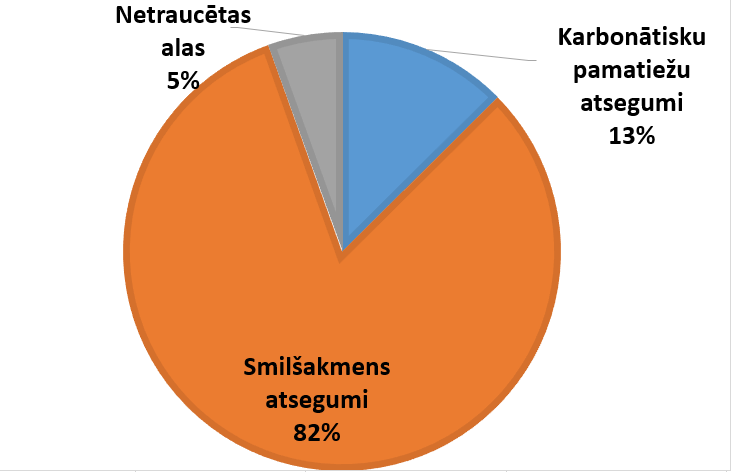 Netraucētas
alas
5%
Karbonātisku
pamatiežu
atsegumi
13%
Smilšakmens
atsegumi
82%